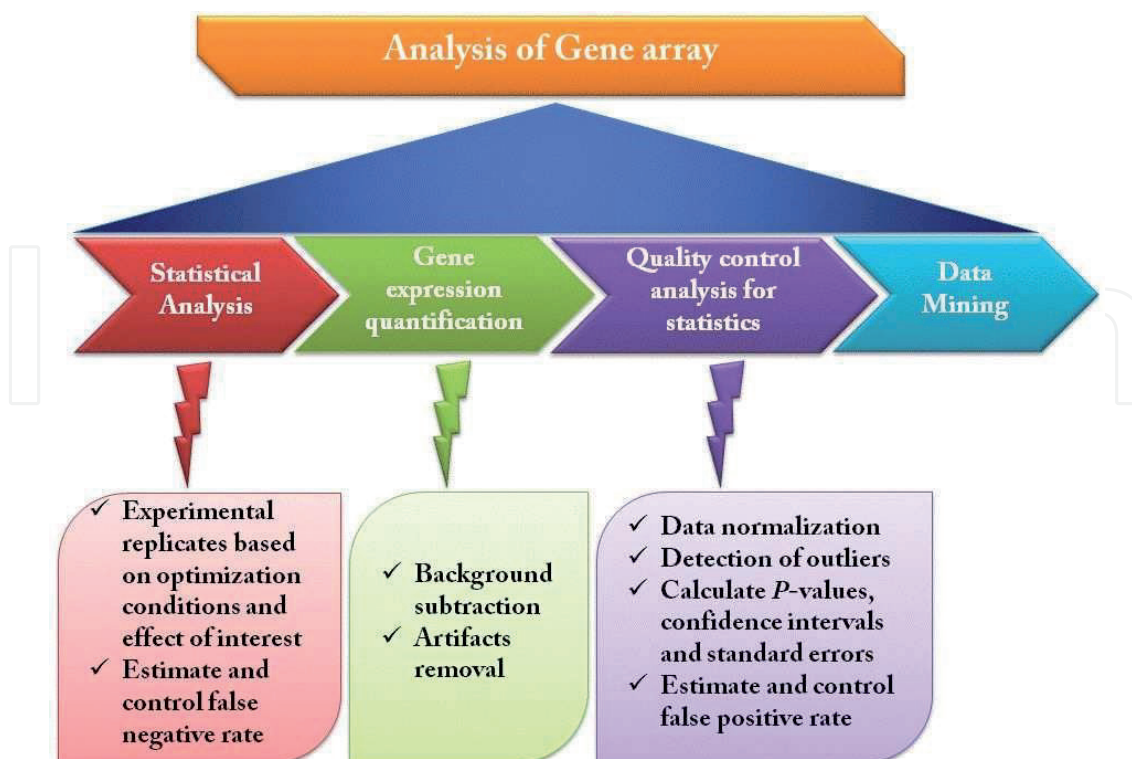 Analysis of Gene array
Statistical
Analysis
Gene
expression
quantification
Quality control
analysis for
statistics
Data
Mining
✓ Experimental
replicates based
on optimization
conditions and
effect of interest
✓ Estimate and
control false
negative rate
✓ Background
subtraction
✓ Artifacts
removal
✓ Data normalization
✓ Detection of outliers
✓ Calculate P-values,
confidence intervals
and standard errors
✓ Estimate and control
false positive rate